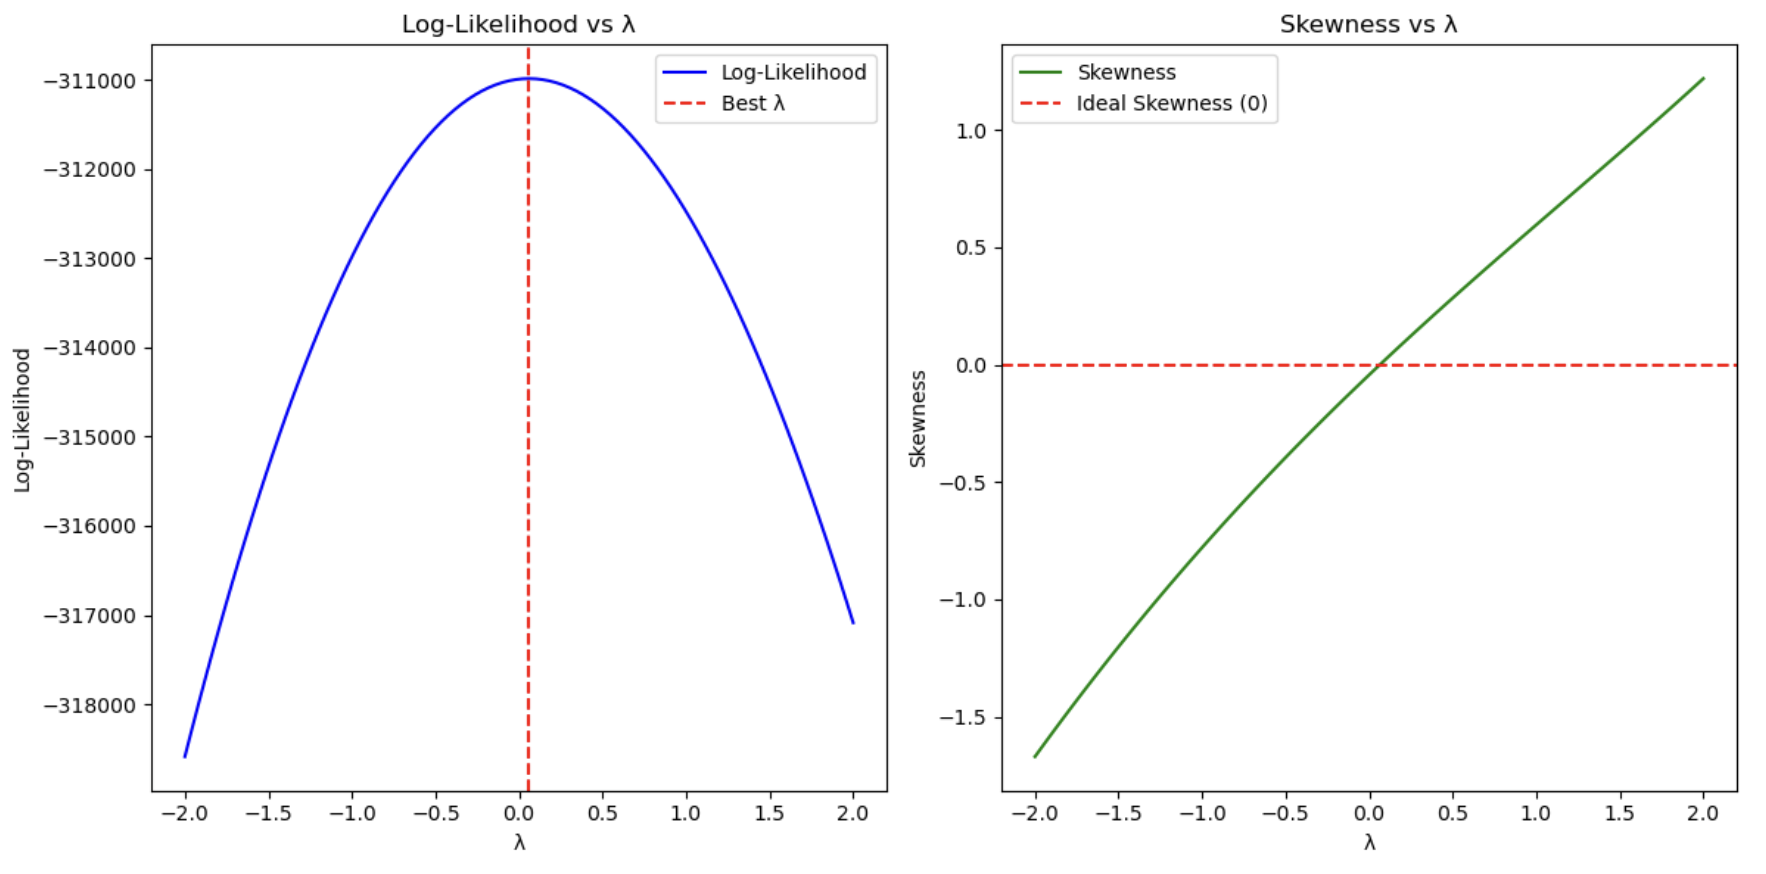 Log-Likelihood vs λ
Log-Likelihood
Best λ
−311000
−312000
−313000
−314000
−315000
−316000
−317000
−318000
Log-Likelihood
−2.0 −1.5 −1.0 −0.5 0.0 0.5 1.0 1.5 2.0
λ
Skewness vs λ
Skewness
Ideal Skewness (0)
1.0
0.5
0.0
−0.5
−1.0
−1.5
Skewness
−2.0 −1.5 −1.0 −0.5 0.0 0.5 1.0 1.5 2.0
λ